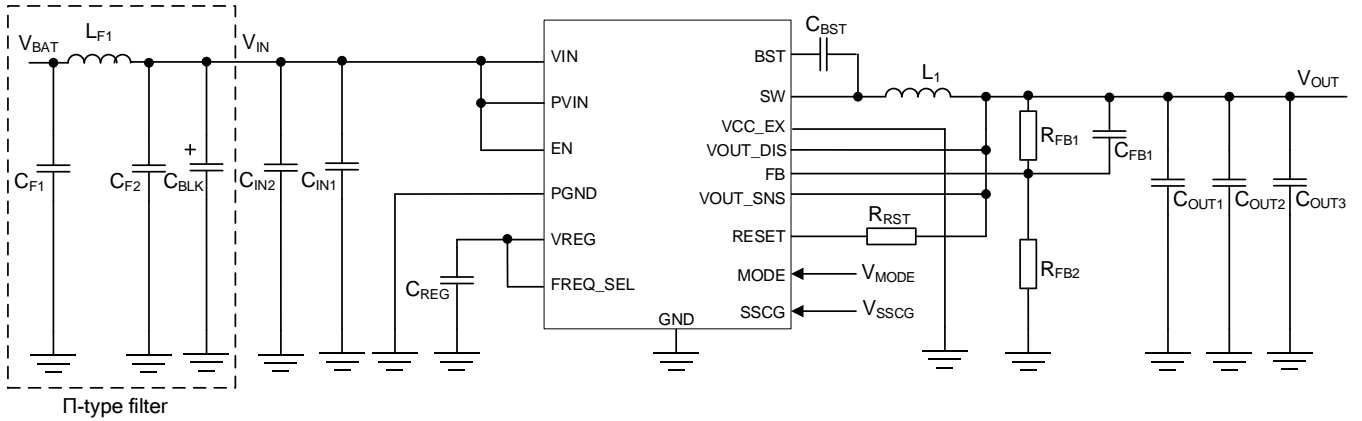 V_BAT
L_F1
V_IN
C_F1
C_F2
+
C_BLK
C_IN2
C_IN1
Π-type filter
VIN
PVIN
EN
PGND
VREG
FREQ_SEL
C_REG
GND
BST
SW
VCC_EX
VOUT_DIS
FB
VOUT_SNS
RESET
MODE
SSCG
C_BST
L_1
R_RST
V_MODE
V_SSCG
R_FB1
C_FB1
R_FB2
V_OUT
C_OUT1
C_OUT2
C_OUT3